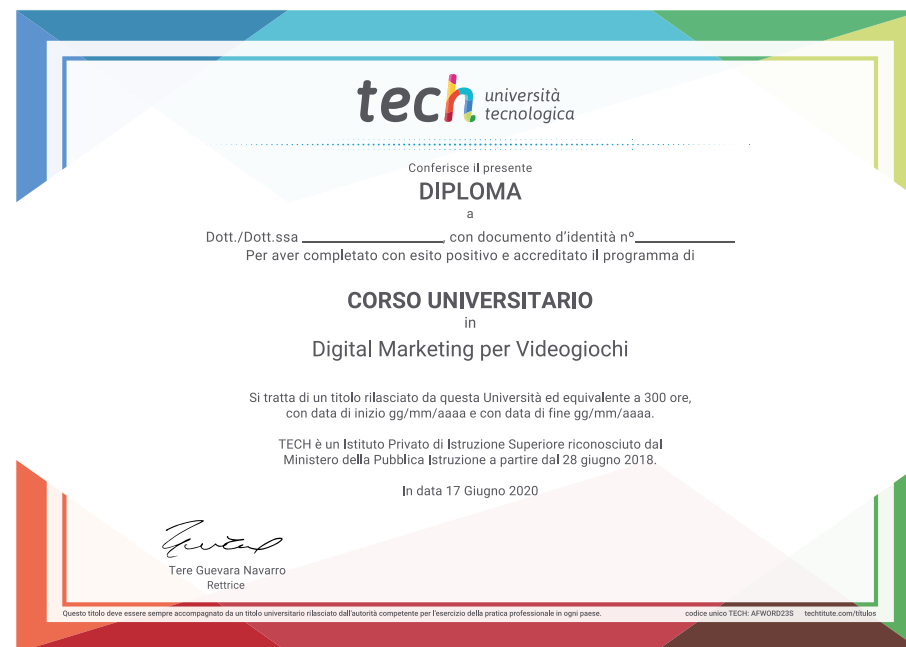 tech università
tecnologica
Conferisce il presente
DIPLOMA
a
Dott./Dott.ssa ____________________, con documento d'identità nº______________
Per aver completato con esito positivo e accreditato il programma di
CORSO UNIVERSITARIO
in
Digital Marketing per Videogiochi
Si tratta di un titolo rilasciato da questa Università ed equivalente a 300 ore,
con data di inizio gg/mm/aaaa e con data di fine gg/mm/aaaa.
TECH è un Istituto Privato di Istruzione Superiore riconosciuto dal
Ministero della Pubblica Istruzione a partire dal 28 giugno 2018.
In data 17 Giugno 2020
Tere Guevara Navarro
Rettrice
Questo titolo deve essere sempre accompagnato da un titolo universitario rilasciato dall'autorità competente per l'esercizio della pratica professionale in ogni paese. codice unico TECH: AFWORD23S techtitute.com/títulos